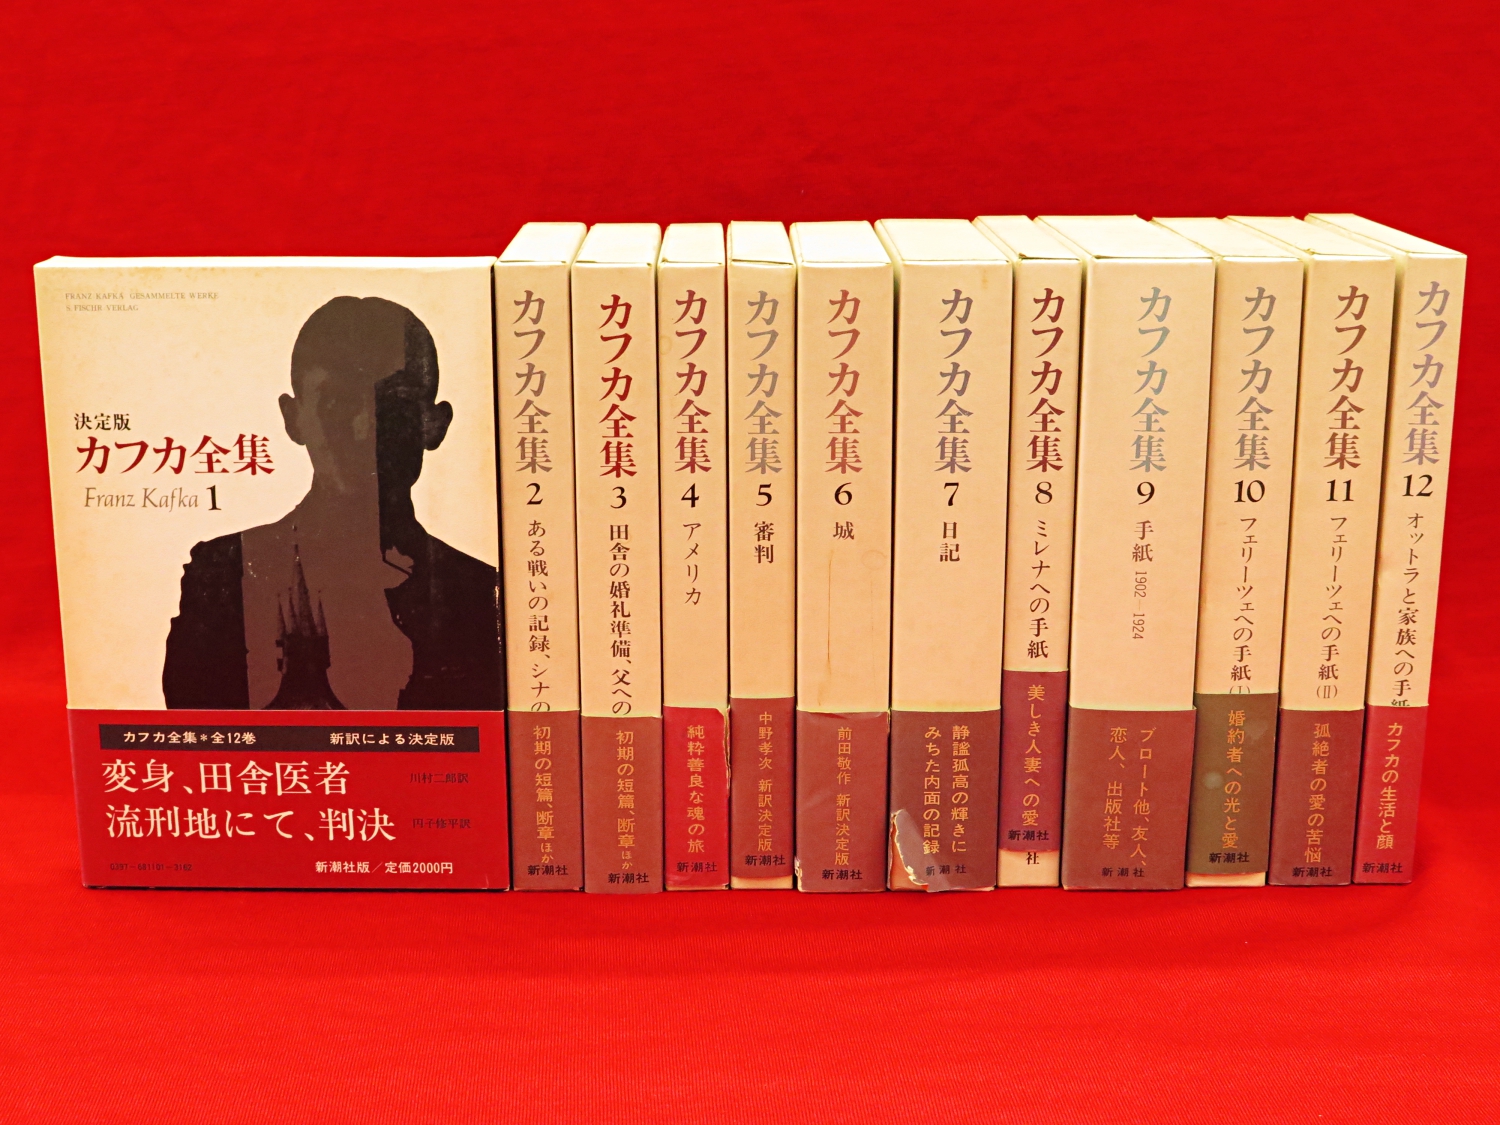 FRANZ KAFKA GESAMMELTE WERKE
S. FISCHR VERLAG
決定版
カフカ全集
Franz Kafka 1
カフカ全集＊全12巻 新訳による決定版
変身、田舎医者 川村二郎訳
流刑地にて、判決 円子修平訳
0397-681101-3162 新潮社版／定価2000円
カフカ全集 2 ある戦いの記録、シナの
初期の短篇、断章ほか
新潮社
カフカ全集 3 田舎の婚礼準備、父への
初期の短篇、断章ほか
新潮社
カフカ全集 4 アメリカ
純粋善良な魂の旅
新潮社
カフカ全集 5 審判
中野孝次 新訳決定版
新潮社
カフカ全集 6 城
前田敬作 新訳決定版
新潮社
カフカ全集 7 日記
静謐孤高の輝きに
みちた内面の記録
新潮社
カフカ全集 8 ミレナへの手紙
美しき人妻への愛
新潮社
社
カフカ全集 9 手紙 1902―1924
ブロート他、友人、
恋人、出版社等
新潮社
カフカ全集 10 フェリーツェへの手紙(I)
婚約者への光と愛
新潮社
カフカ全集 11 フェリーツェへの手紙(II)
孤絶者の愛の苦悩
新潮社
カフカ全集 12 オットラと家族への手紙
カフカの生活と顔
新潮社